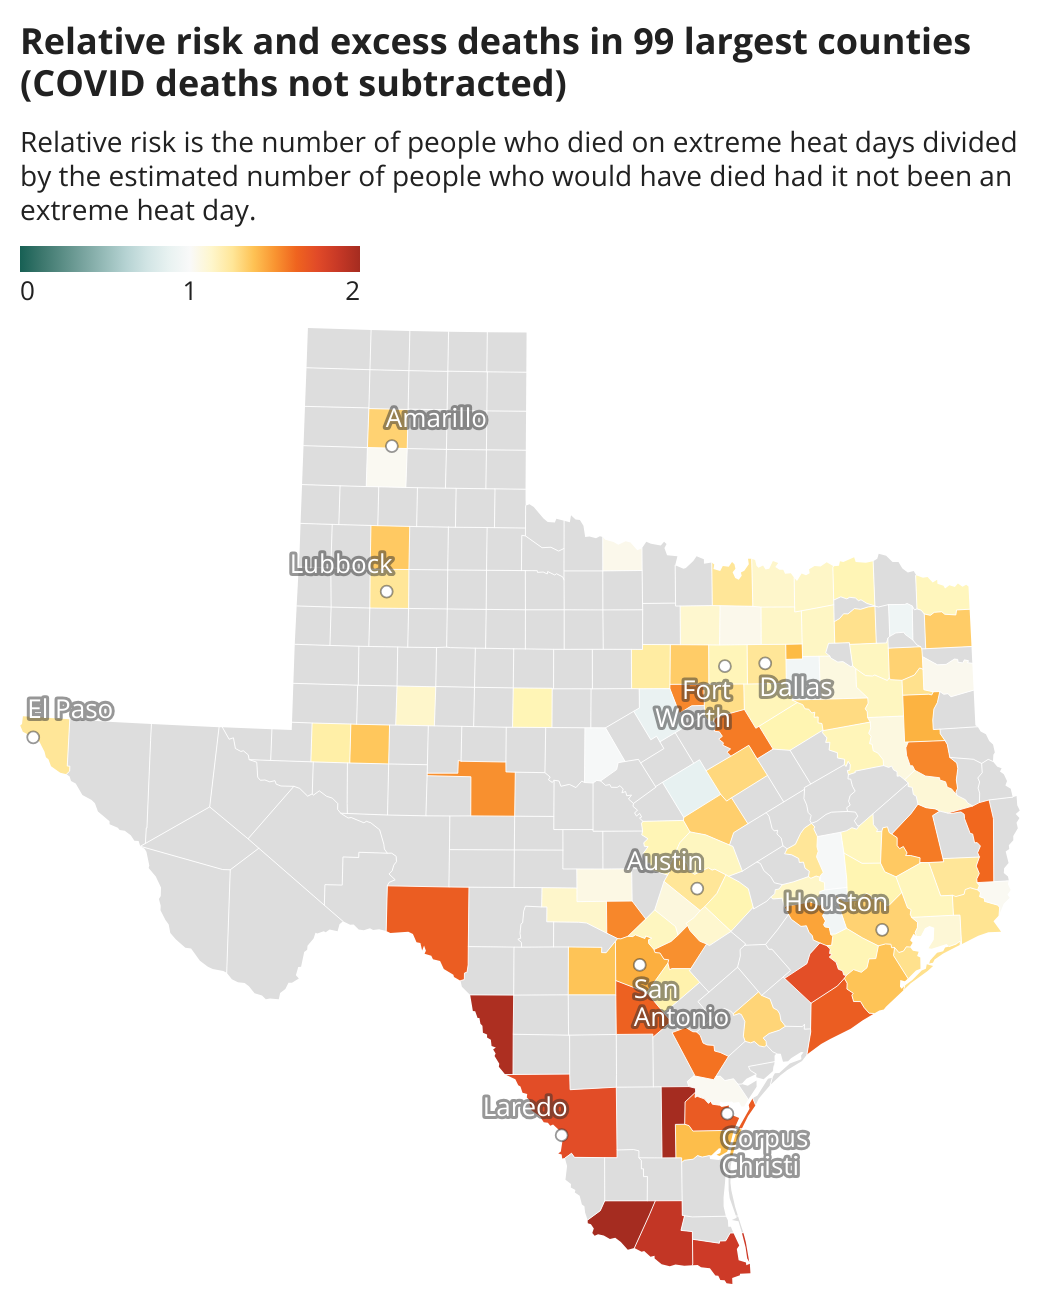 Relative risk and excess deaths in 99 largest counties
(COVID deaths not subtracted)
Relative risk is the number of people who died on extreme heat days divided
by the estimated number of people who would have died had it not been an
extreme heat day.
0 1 2
Amarillo
Lubbock
El Paso
Fort
Worth
Dallas
Austin
Houston
San
Antonio
Laredo
Corpus
Christi